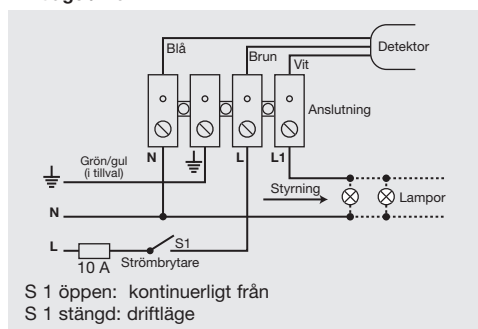 Blå
Detektor
Brun
Vit
Anslutning
N
L
L1
Grön/gul
(i tillval)
Styrning
Lampor
N
L
S1
10 A
Strömbrytare
S 1 öppen: kontinuerligt från
S 1 stängd: driftläge